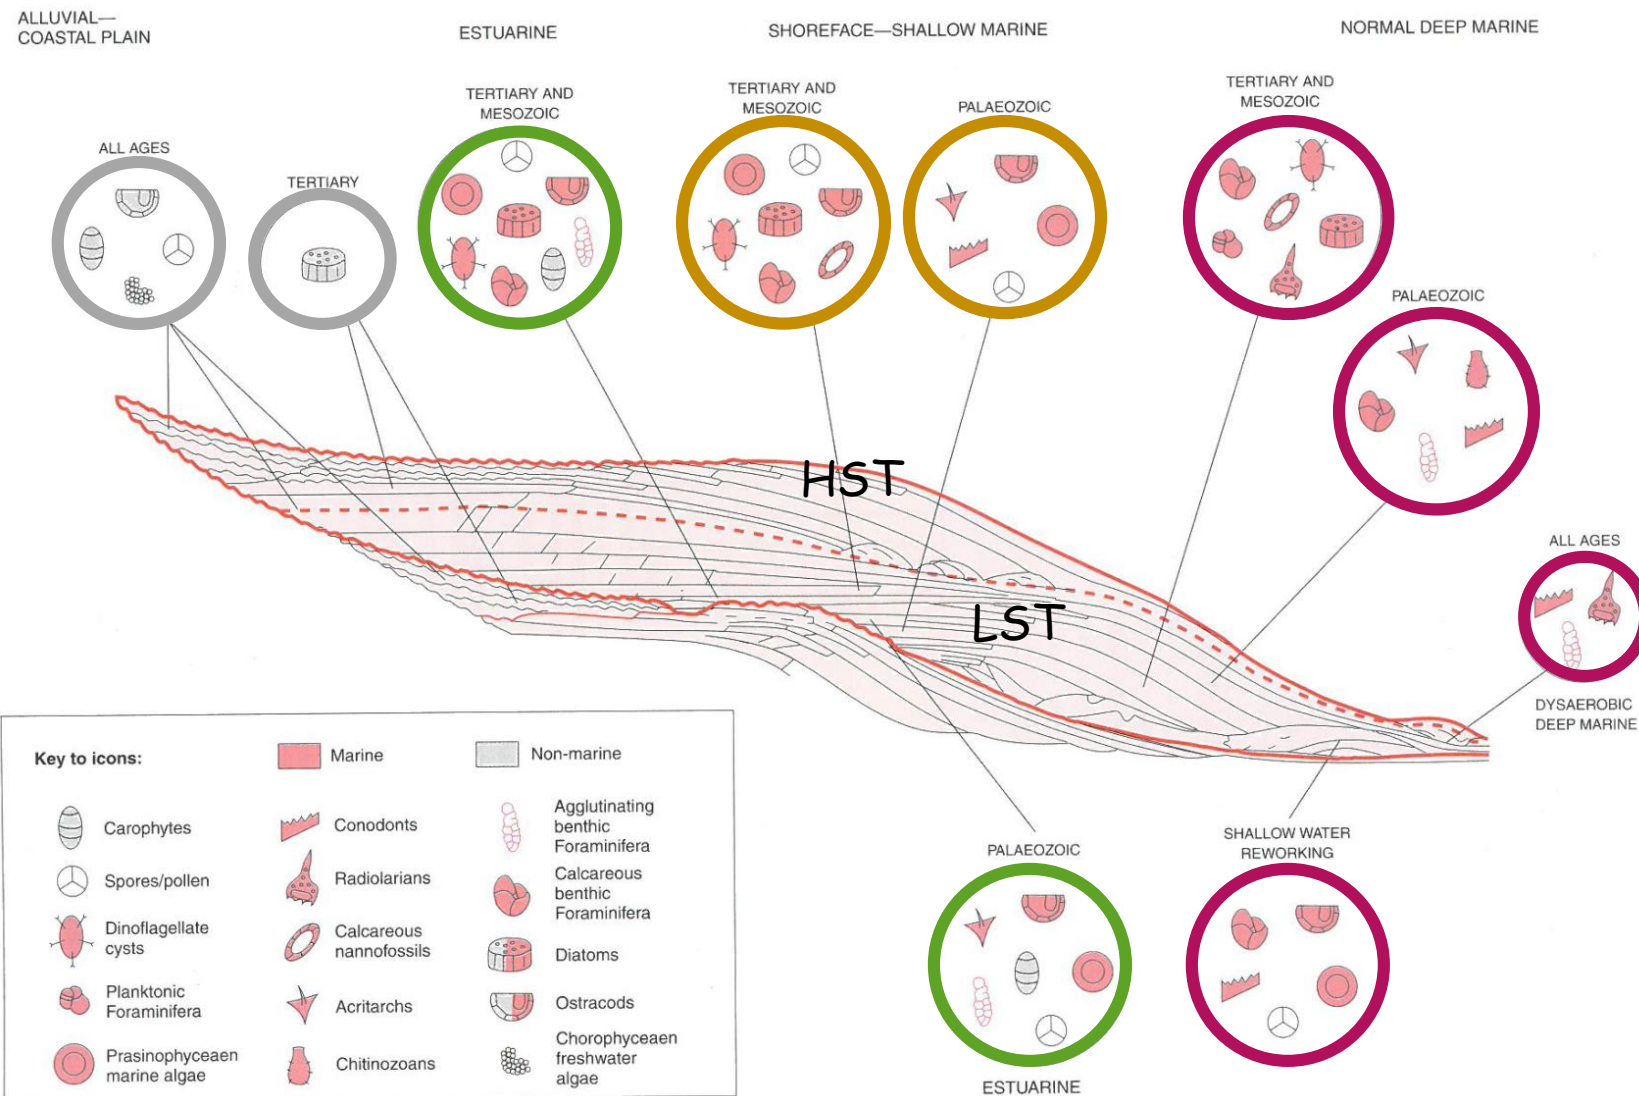 ALLUVIAL—
COASTAL PLAIN
ESTUARINE
SHOREFACE—SHALLOW MARINE
NORMAL DEEP MARINE
ALL AGES
TERTIARY
TERTIARY AND
MESOZOIC
TERTIARY AND
MESOZOIC
PALAEOZOIC
TERTIARY AND
MESOZOIC
PALAEOZOIC
ALL AGES
DYSAEROBIC
DEEP MARINE
HST
LST
PALAEOZOIC
ESTUARINE
SHALLOW WATER
REWORKING
Key to icons:
Marine
Non-marine
Carophytes
Spores/pollen
Dinoflagellate
cysts
Planktonic
Foraminifera
Prasinophyceaen
marine algae
Conodonts
Radiolarians
Calcareous
nannofossils
Acritarchs
Chitinozoans
Agglutinating
benthic
Foraminifera
Calcareous
benthic
Foraminifera
Diatoms
Ostracods
Chorophyceaen
freshwater
algae